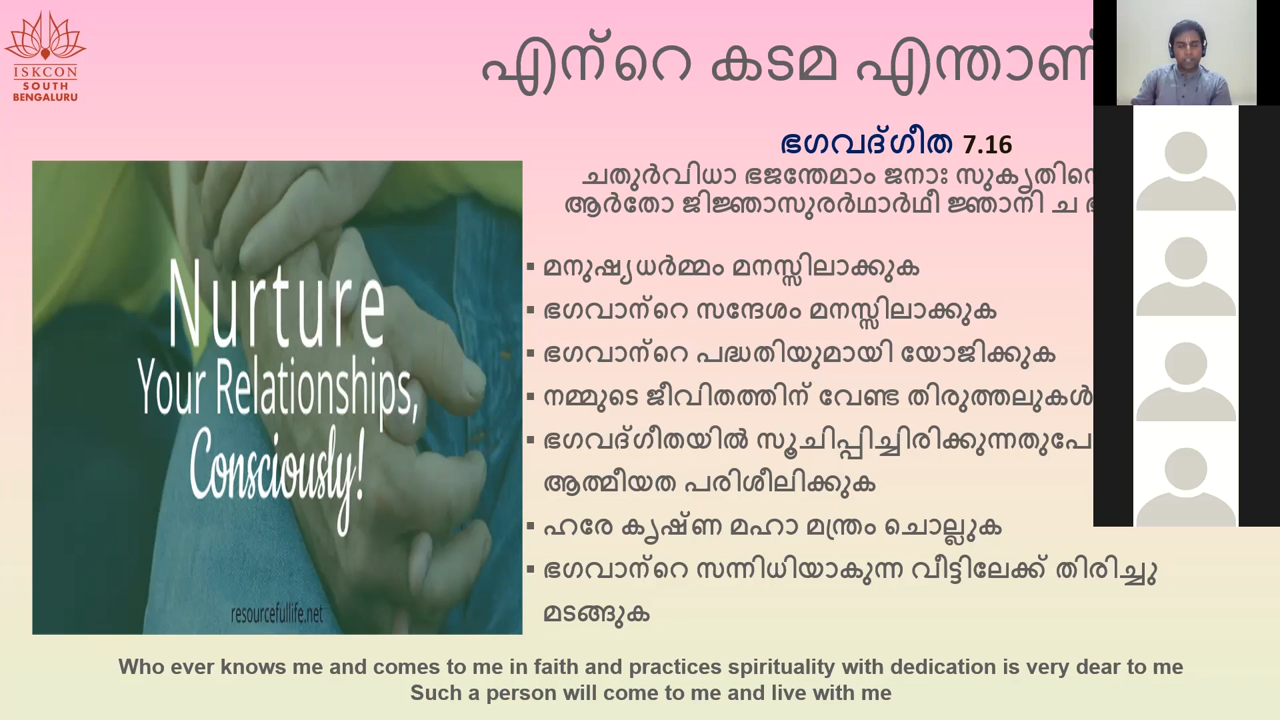 ISKCON
SOUTH
BENGALURU
എന്റെ കടമ എന്താണ്
ഭഗവദ്ഗീത 7.16
ചതുർവിധാ ഭജന്തേമാം ജനാഃ
ആർതോ ജിജ്ഞാസുരർഥാർഥീ ജ്ഞാനി ച
Nurture
Your Relationships,
Consciously!
resourcefullife.net
▪ മനുഷ്യധർമ്മം മനസ്സിലാക്കുക
▪ ഭഗവാന്റെ സന്ദേശം മനസ്സിലാക്കുക
▪ ഭഗവാന്റെ പദ്ധതിയുമായി യോജിക്കുക
▪ നമ്മുടെ ജീവിതത്തിന് വേണ്ട തിരുത്തലുകൾ
▪ ഭഗവദ്ഗീതയിൽ
ആത്മീയത പരിശീലിക്കുക
▪ ഹരേ കൃഷ്ണ മഹാ മന്ത്രം ചൊല്ലുക
▪ ഭഗവാന്റെ സന്നിധിയാകുന്ന വീട്ടിലേക്ക് തിരിച്ചു
മടങ്ങുക
Who ever knows me and comes to me in faith and practices spirituality with dedication is very dear to me
Such a person will come to me and live with me